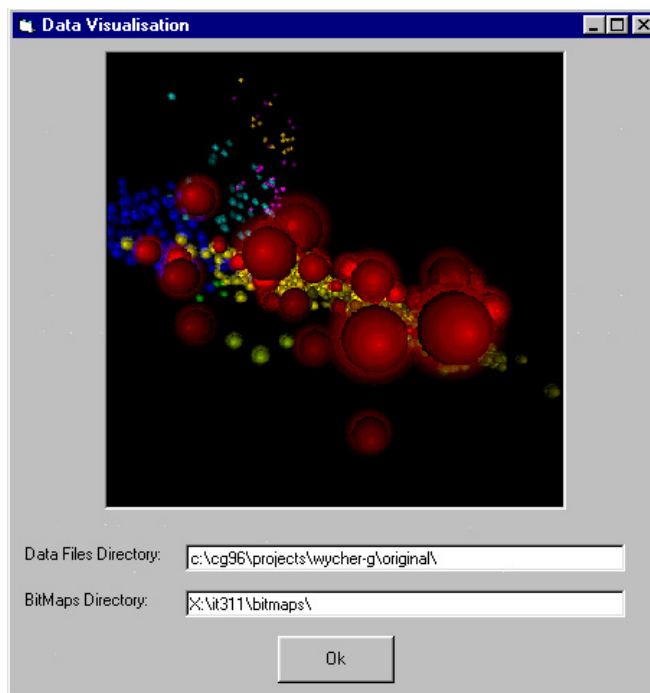 Data Visualisation
Data Files Directory: c:\cg96\projects\wycher-g\original\
BitMaps Directory: X:\it311\bitmaps\
Ok